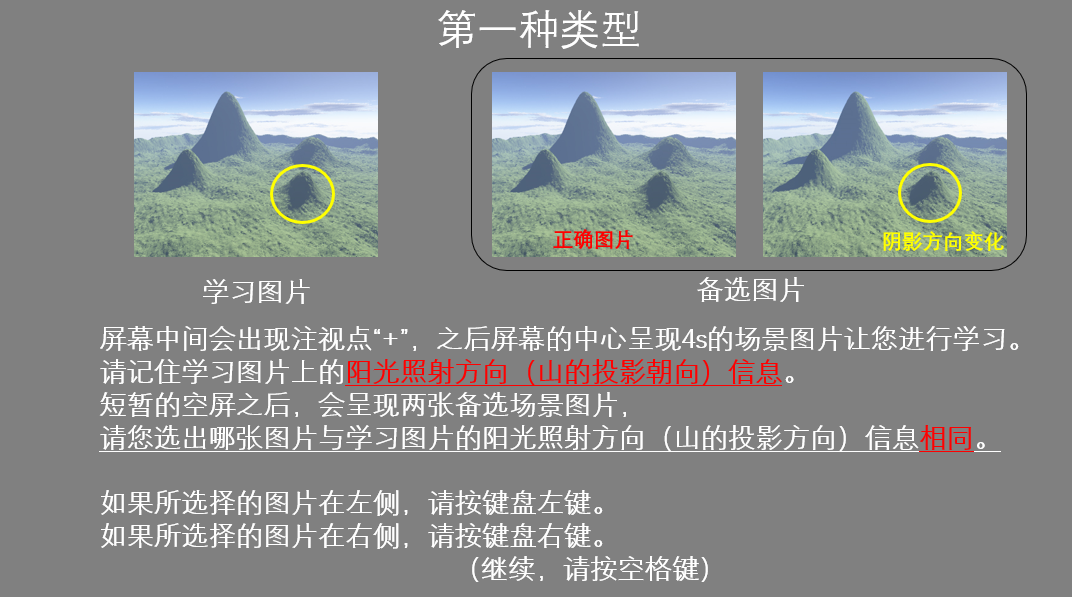 第一种类型
正确图片
阴影方向变化
学习图片
备选图片
屏幕中间会出现注视点“+”，之后屏幕的中心呈现4s的场景图片让您进行学习。
请记住学习图片上的阳光照射方向（山的投影朝向）信息。
短暂的空屏之后，会呈现两张备选场景图片，
请您选出哪张图片与学习图片的阳光照射方向（山的投影方向）信息相同。
如果所选择的图片在左侧，请按键盘左键。
如果所选择的图片在右侧，请按键盘右键。
（继续，请按空格键）